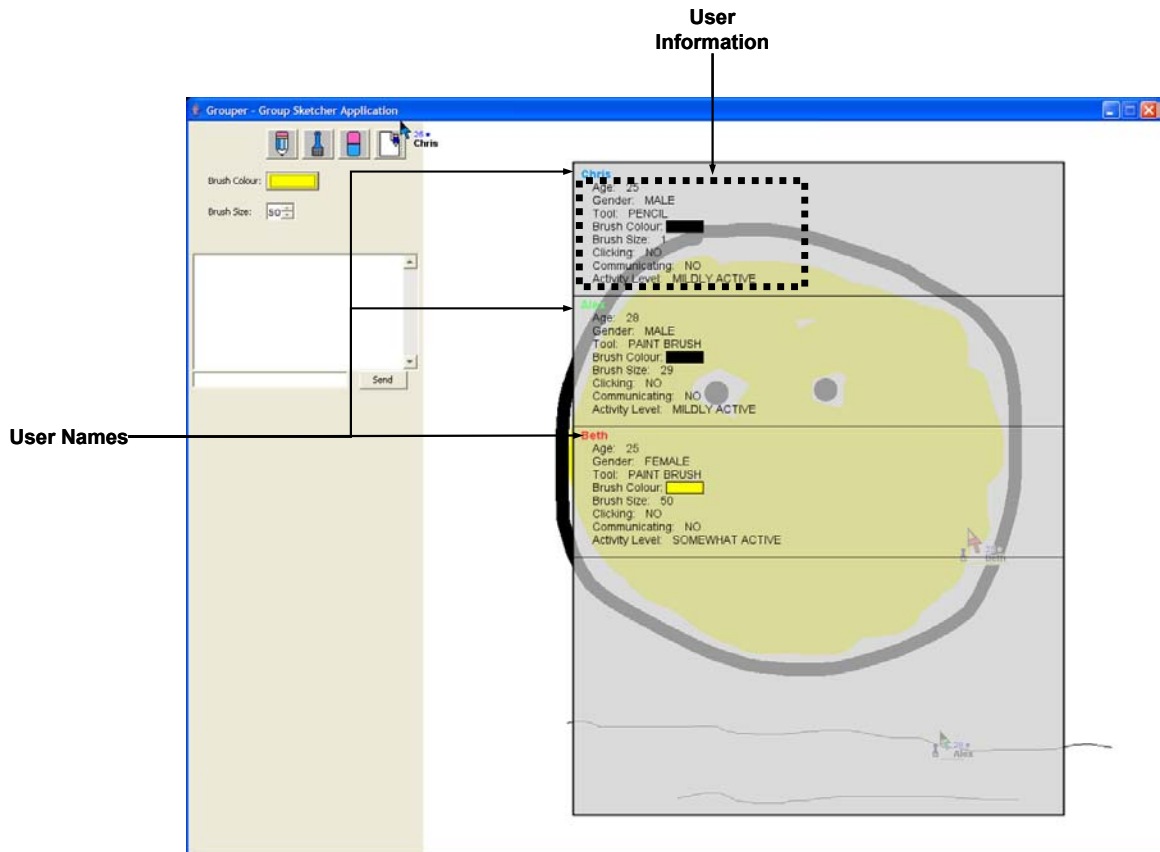 User
Information
Grouper - Group Sketcher Application
Chris
Brush Colour:
Brush Size: 50
Chris
Age: 25
Gender: MALE
Tool: PENCIL
Brush Colour:
Brush Size: 1
Clicking: NO
Communicating: NO
Activity Level: MILDLY ACTIVE
Alex
Age: 28
Gender: MALE
Tool: PAINT BRUSH
Brush Colour:
Brush Size: 29
Clicking: NO
Communicating: NO
Activity Level: MILDLY ACTIVE
Send
User Names
Beth
Age: 25
Gender: FEMALE
Tool: PAINT BRUSH
Brush Colour:
Brush Size: 50
Clicking: NO
Communicating: NO
Activity Level: SOMEWHAT ACTIVE
Beth
Alex